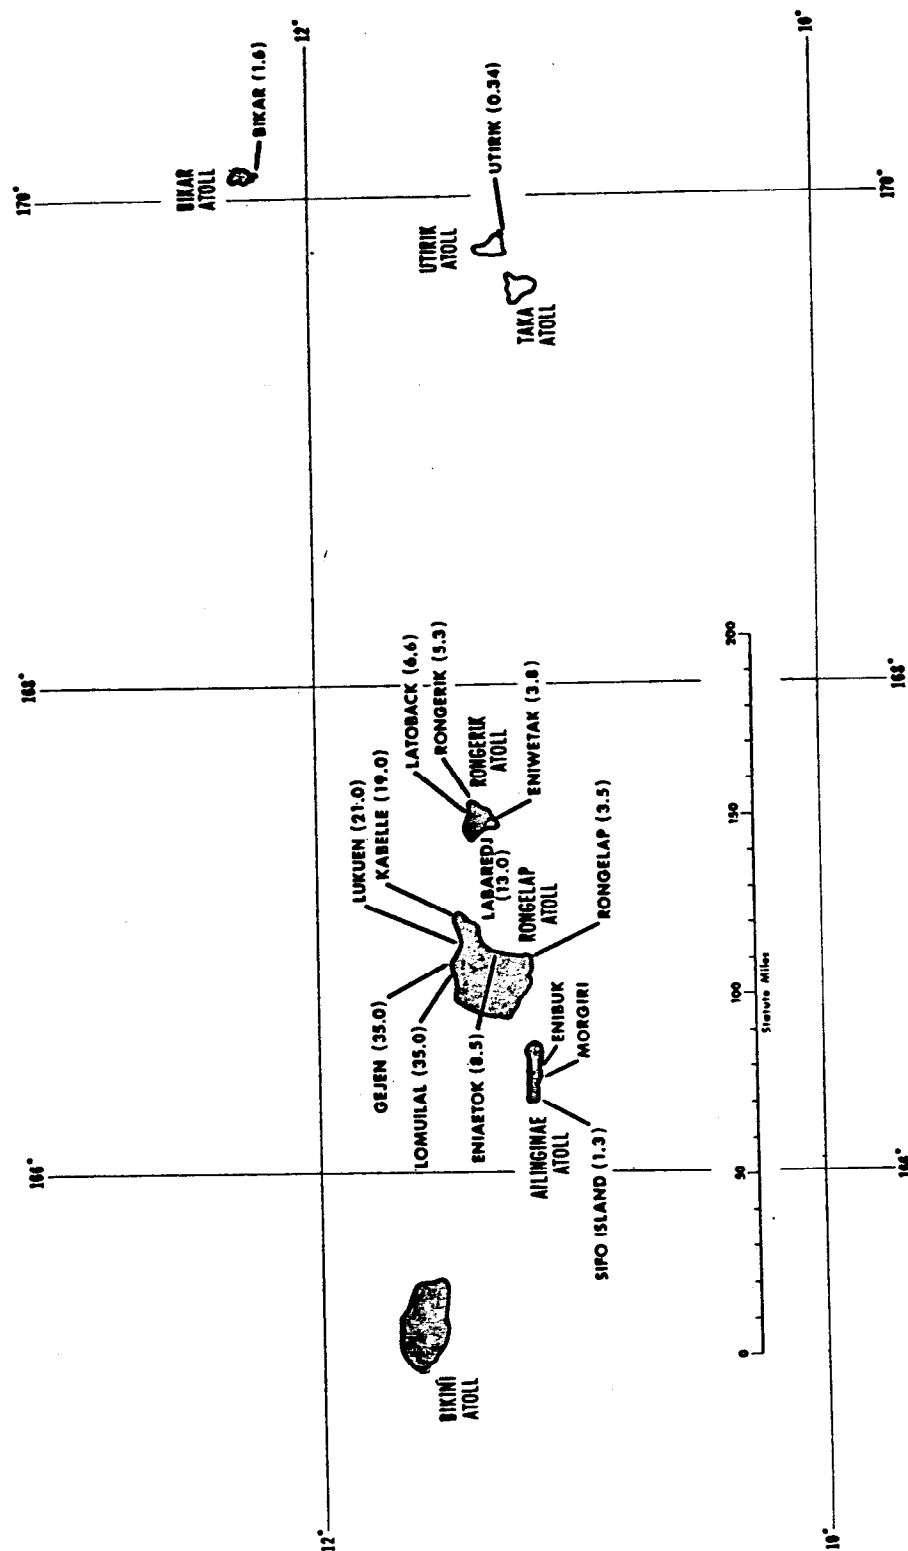 170°
168°
166°
12°
12°
BIKAR
ATOLL
BIKAR (1.6)
UTIRIK
ATOLL
UTIRIK (0.34)
TAKA
ATOLL
LATOBACK (6.6)
RONGERIK (5.3)
RONGERIK
ATOLL
ENIWETAK (3.8)
LUKUEN (21.0)
KABELLE (19.0)
LABAREDJ
(13.0)
RONGELAP
ATOLL
RONGELAP (3.5)
GEJEN (35.0)
LOMUILAL (35.0)
ENIAETOK (8.5)
ENIBUK
MORGIRI
AILINGINAE
ATOLL
SIFO ISLAND (1.3)
BIKINI
ATOLL
0
50
100
150
200
Statute Miles
10°
10°
166°
168°
170°